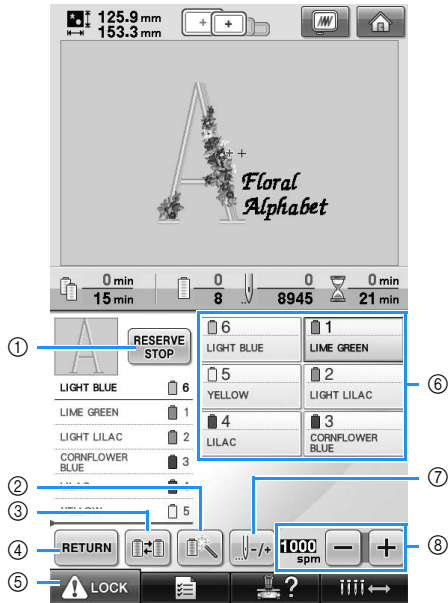 125.9 mm
153.3 mm
Floral
Alphabet
0 min
15 min
0
8
0
8945
0 min
21 min
①
RESERVE
STOP
LIGHT BLUE 6
LIME GREEN 1
LIGHT LILAC 2
CORNFLOWER
BLUE 3
5
6
LIGHT BLUE
1
LIME GREEN
5
YELLOW
2
LIGHT LILAC
4
LILAC
3
CORNFLOWER
BLUE
⑥
②
③
⑦
④
RETURN
-/+
1000
spm
− +
⑧
⑤
LOCK
?